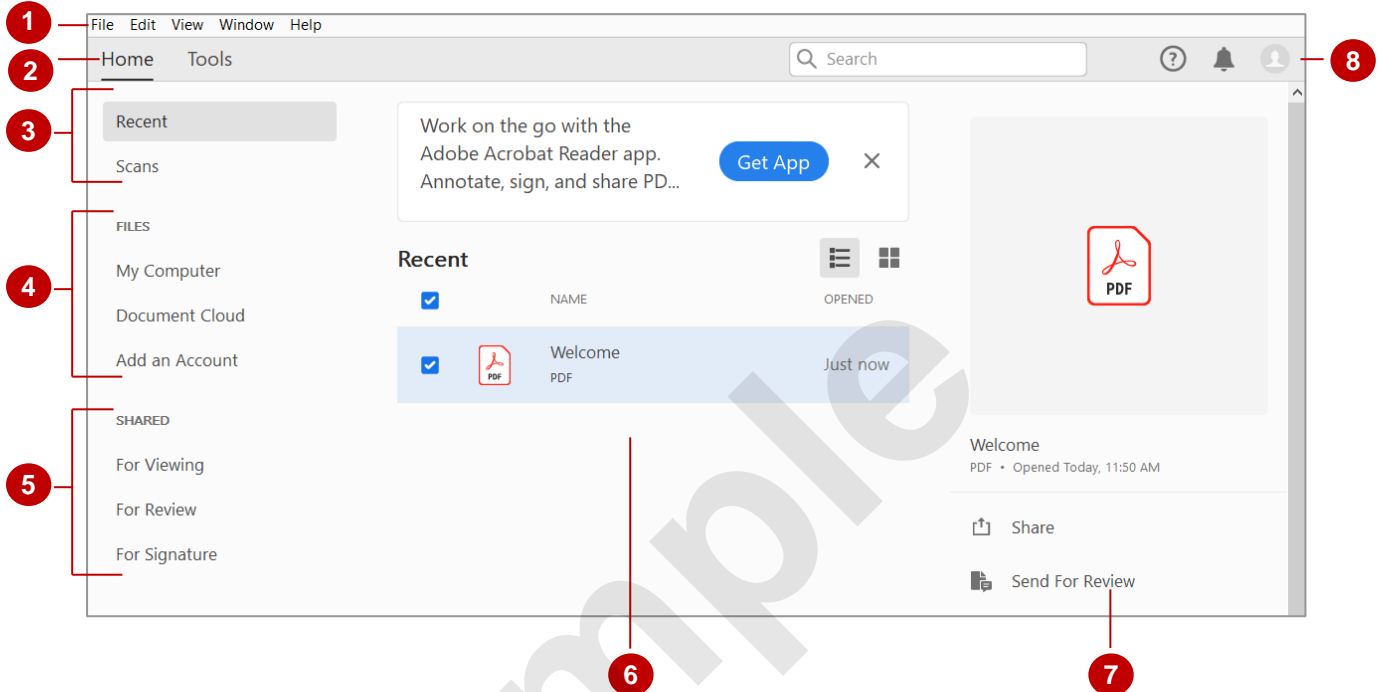 1
File Edit View Window Help
2
Home Tools
Search
?
8
3
Recent
Scans
4
FILES
My Computer
Document Cloud
Add an Account
5
SHARED
For Viewing
For Review
For Signature
Work on the go with the
Adobe Acrobat Reader app.
Annotate, sign, and share PD...
Get App
Recent
NAME OPENED
PDF
Welcome
PDF
Just now
6
PDF
Welcome
PDF • Opened Today, 11:50 AM
Share
Send For Review
7
mple